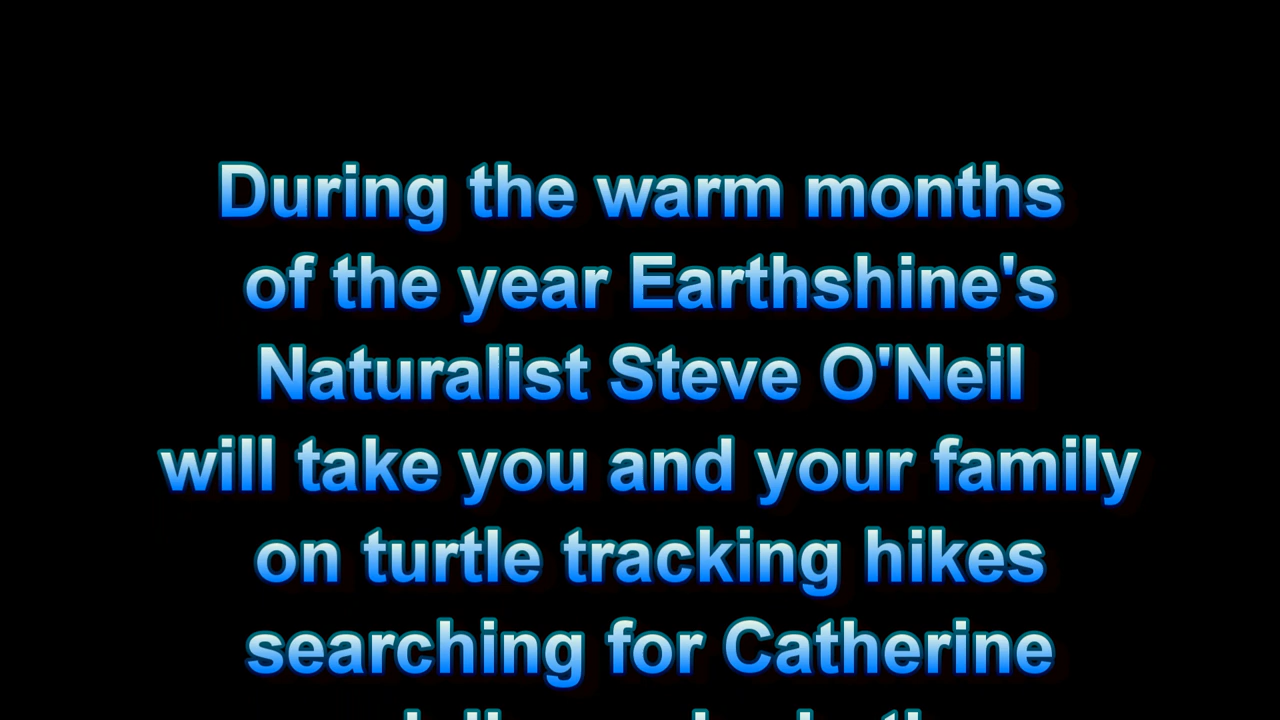 During the warm months
of the year Earthshine's
Naturalist Steve O'Neil
will take you and your family
on turtle tracking hikes
searching for Catherine